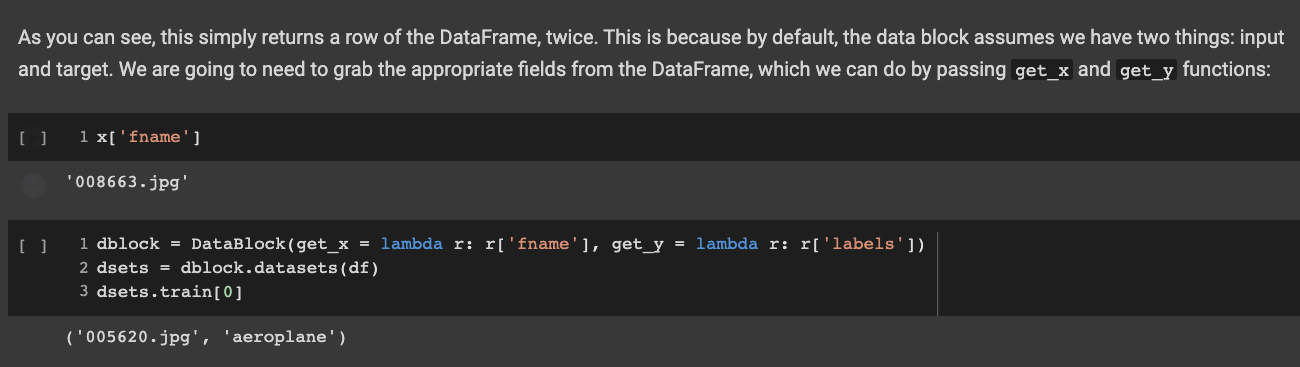 As you can see, this simply returns a row of the DataFrame, twice. This is because by default, the data block assumes we have two things: input
and target. We are going to need to grab the appropriate fields from the DataFrame, which we can do by passing get_x and get_y functions:
[ ] 1 x['fname']
'008663.jpg'
[ ] 1 dblock = DataBlock(get_x = lambda r: r['fname'], get_y = lambda r: r['labels'])
2 dsets = dblock.datasets(df)
3 dsets.train[0]
('005620.jpg', 'aeroplane')